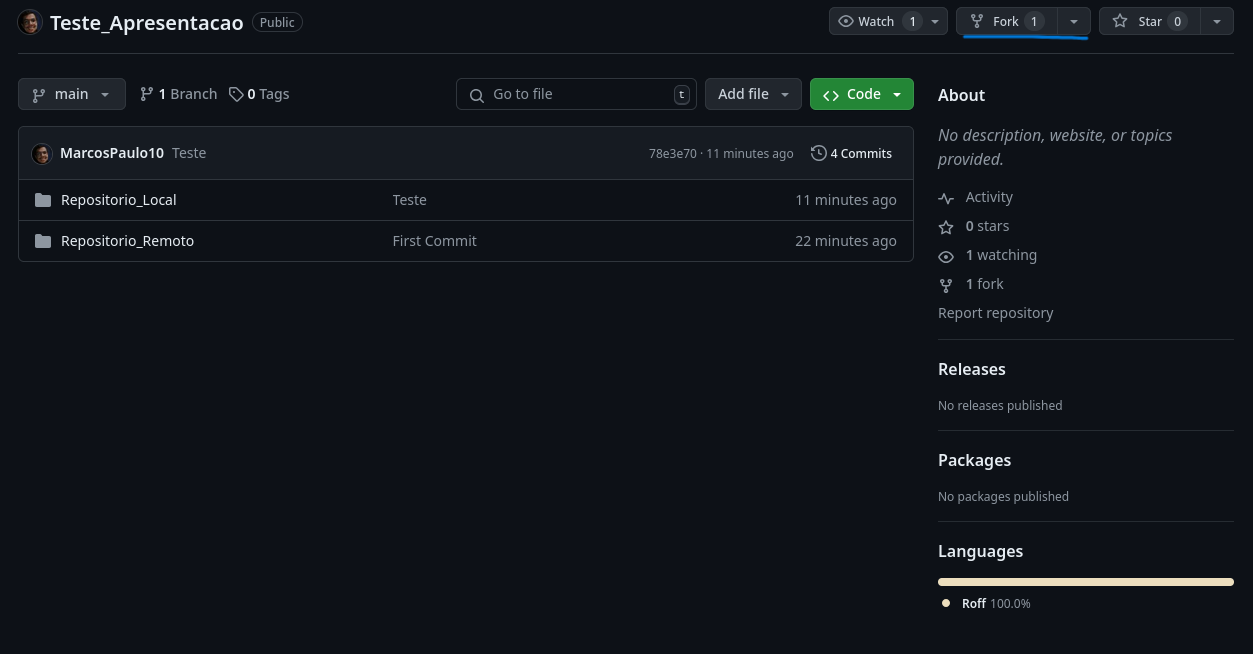 Teste_Apresentacao Public Watch 1 Fork 1 Star 0
main 1 Branch 0 Tags Go to file t Add file Code
MarcosPaulo10 Teste 78e3e70 · 11 minutes ago 4 Commits
Repositorio_Local Teste 11 minutes ago
Repositorio_Remoto First Commit 22 minutes ago
About
No description, website, or topics
provided.
Activity
0 stars
1 watching
1 fork
Report repository
Releases
No releases published
Packages
No packages published
Languages
Roff 100.0%